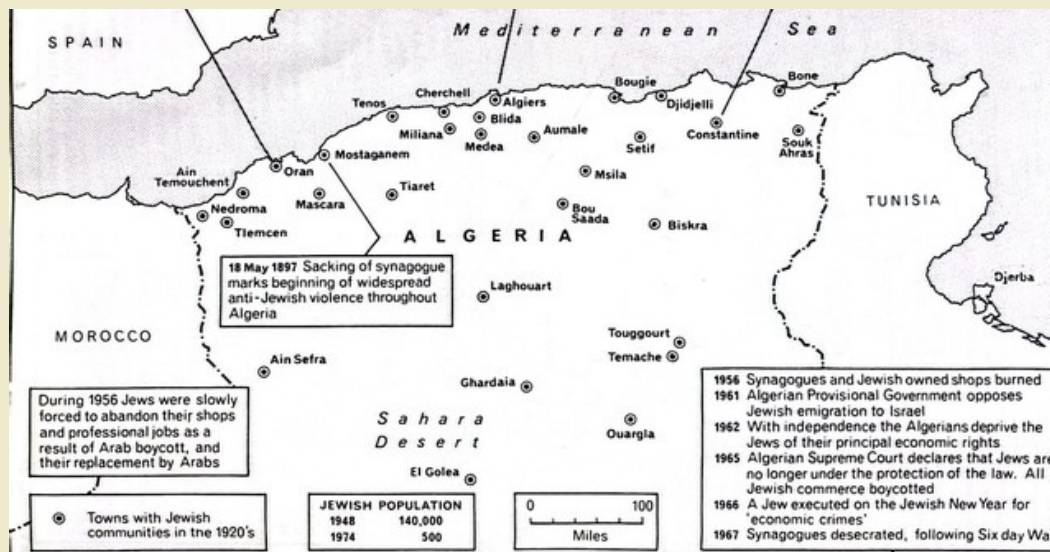 SPAIN
Mediterranean Sea
Tenos
Cherchell
Algiers
Bougie
Djidjelli
Bone
Blida
Miliana
Medea
Aumale
Setif
Constantine
Souk
Ahras
Mostaganem
Oran
Ain
Temouchent
Msila
TUNISIA
Nedroma
Mascara
Tiaret
Bou
Saada
Biskra
Tlemcen
ALGERIA
18 May 1897 Sacking of synagogue
marks beginning of widespread
anti-Jewish violence throughout
Algeria
Laghouart
Djerba
MOROCCO
Touggourt
Temache
Ain Sefra
Ghardaia
During 1956 Jews were slowly
forced to abandon their shops
and professional jobs as a
result of Arab boycott, and
their replacement by Arabs
Sahara
Desert
Ouargla
El Golea
1956 Synagogues and Jewish owned shops burned
1961 Algerian Provisional Government opposes
Jewish emigration to Israel
1962 With independence the Algerians deprive the
Jews of their principal economic rights
1965 Algerian Supreme Court declares that Jews are
no longer under the protection of the law. All
Jewish commerce boycotted
1966 A Jew executed on the Jewish New Year for
'economic crimes'
1967 Synagogues desecrated, following Six day Wa
Towns with Jewish
communities in the 1920's
JEWISH POPULATION
1948 140,000
1974 500
0 100
Miles